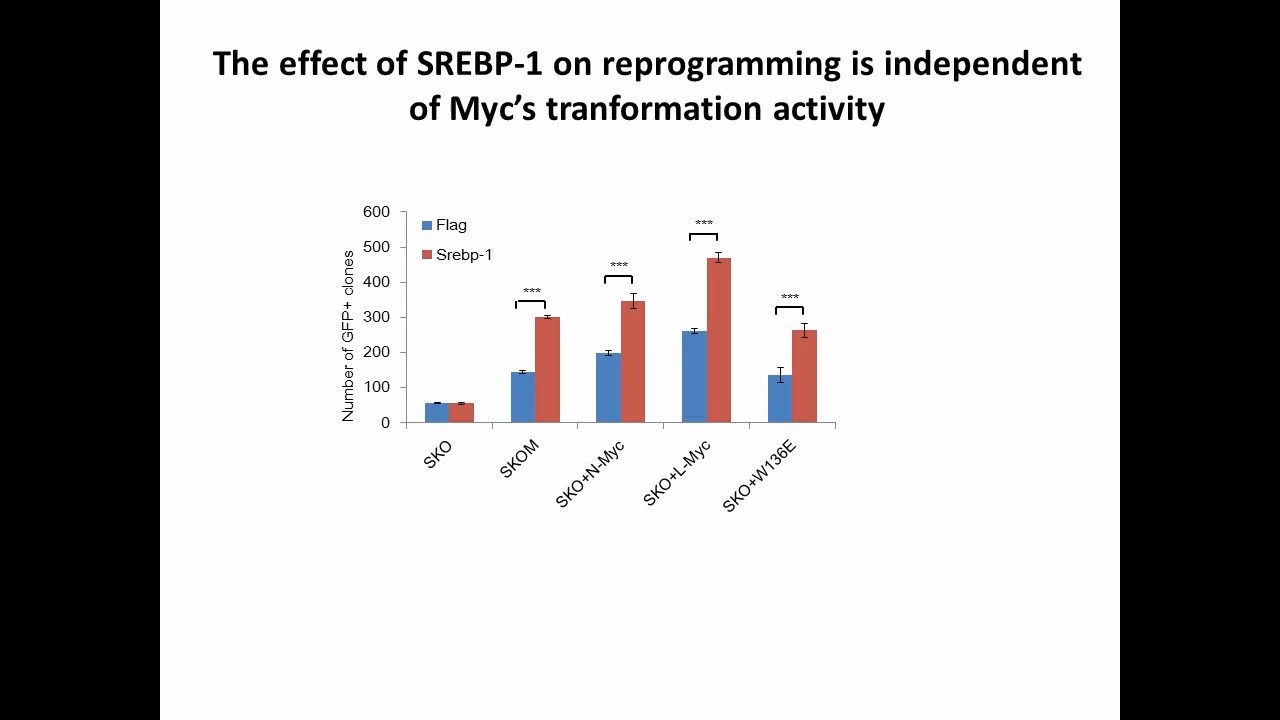 The effect of SREBP-1 on reprogramming is independent
of Myc's tranformation activity
Number of GFP+ clones
600
500
400
300
200
100
0
Flag
Srebp-1
***
***
***
***
SKO
SKOM
SKO+N-Myc
SKO+L-Myc
SKO+W136E